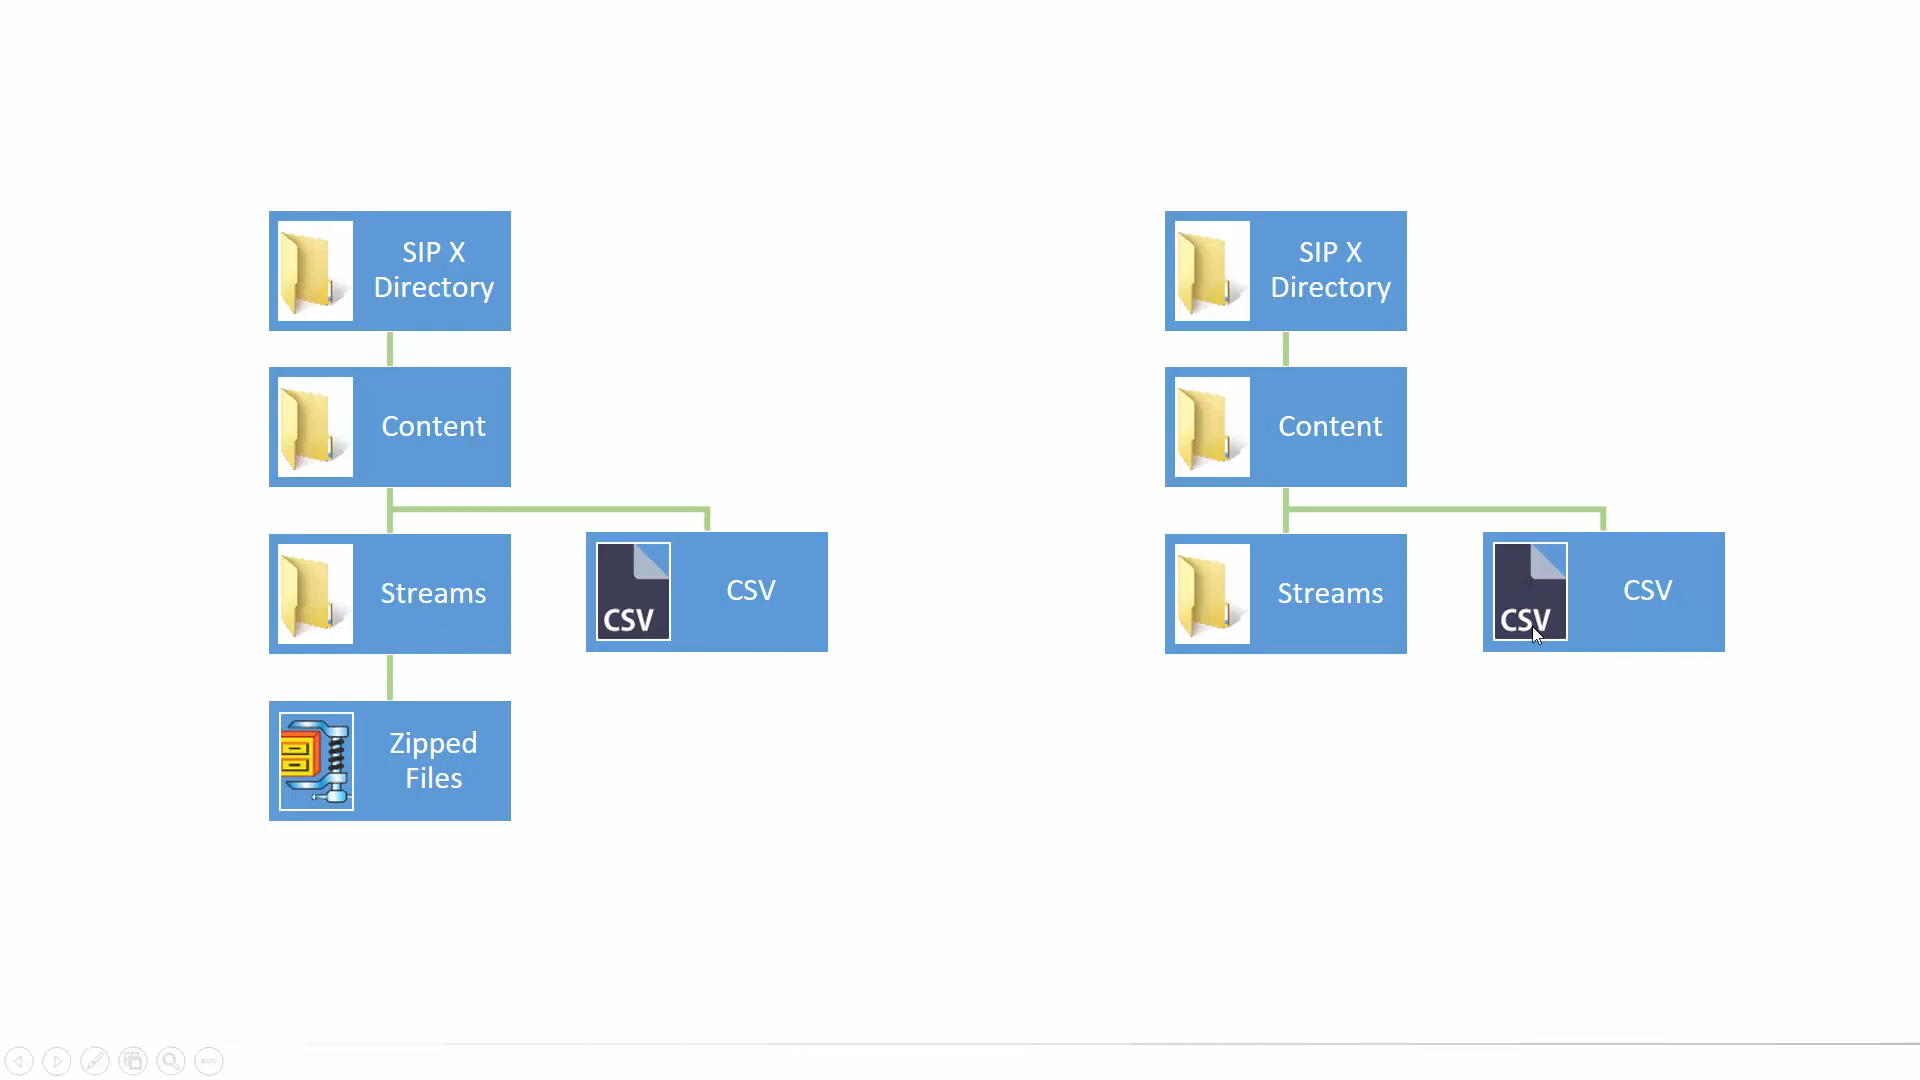 SIP X
Directory
Content
Streams
CSV
CSV
Zipped
Files
SIP X
Directory
Content
Streams
CSV
CSV